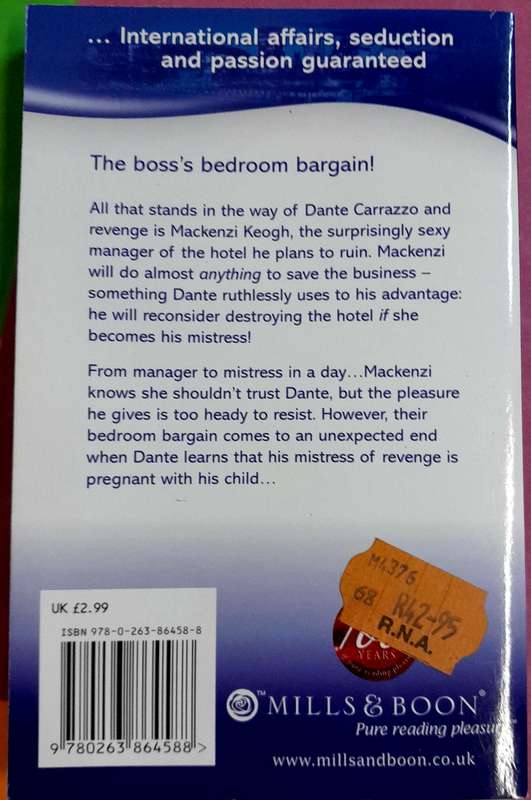 ... International affairs, seduction
and passion guaranteed
The boss's bedroom bargain!
All that stands in the way of Dante Carrazzo and
revenge is Mackenzi Keogh, the surprisingly sexy
manager of the hotel he plans to ruin. Mackenzi
will do almost anything to save the business –
something Dante ruthlessly uses to his advantage:
he will reconsider destroying the hotel if she
becomes his mistress!
From manager to mistress in a day...Mackenzi
knows she shouldn't trust Dante, but the pleasure
he gives is too heady to resist. However, their
bedroom bargain comes to an unexpected end
when Dante learns that his mistress of revenge is
pregnant with his child...
M4376
68 R42-95
R.N.A.
YEARS
UK £2.99
ISBN 978-0-263-86458-8
9 780263 864588 >
™ MILLS & BOON®
Pure reading pleasure
www.millsandboon.co.uk